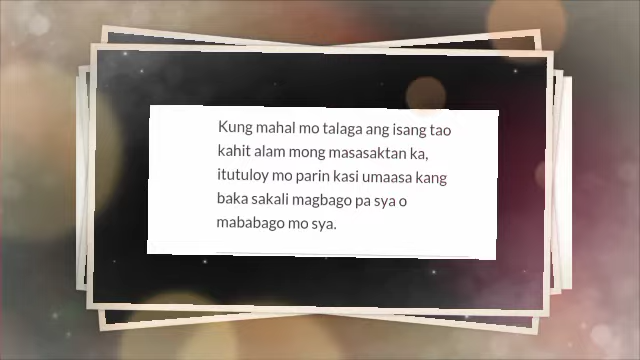 Kung mahal mo talaga ang isang tao
kahit alam mong masasaktan ka,
itutuloy mo parin kasi umaasa kang
baka sakali magbago pa sya o
mababago mo sya.